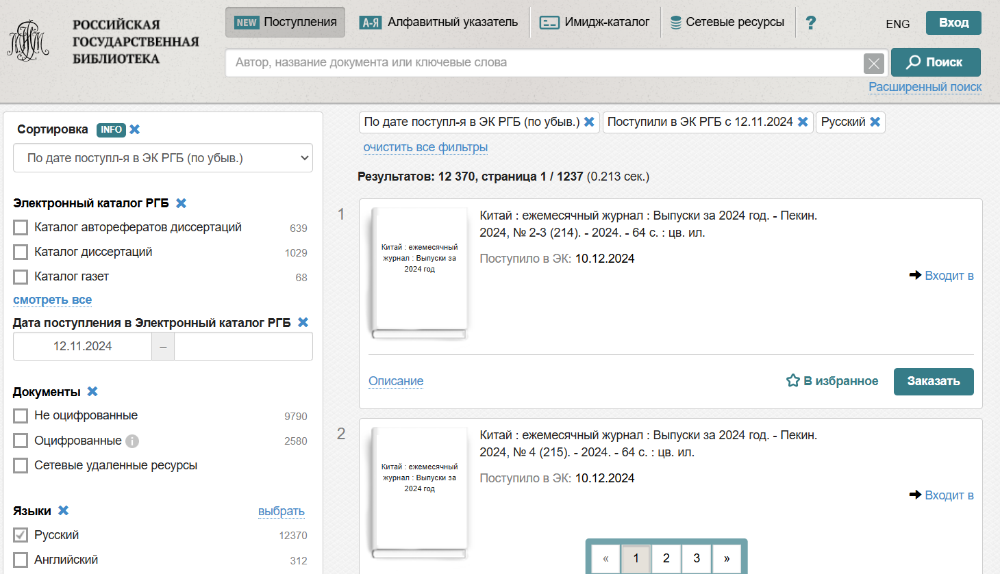 РОССИЙСКАЯ
ГОСУДАРСТВЕННАЯ
БИБЛИОТЕКА
NEW Поступления
А-Я Алфавитный указатель
Имидж-каталог
Сетевые ресурсы
?
ENG
Вход
Автор, название документа или ключевые слова
Поиск
Расширенный поиск
Сортировка INFO
По дате поступл-я в ЭК РГБ (по убыв.)
Электронный каталог РГБ
Каталог авторефератов диссертаций 639
Каталог диссертаций 1029
Каталог газет 68
смотреть все
Дата поступления в Электронный каталог РГБ
12.11.2024 –
Документы
Не оцифрованные 9790
Оцифрованные i 2580
Сетевые удаленные ресурсы
Языки выбрать
Русский 12370
Английский 312
По дате поступл-я в ЭК РГБ (по убыв.) Поступили в ЭК РГБ с 12.11.2024 Русский
очистить все фильтры
Результатов: 12 370, страница 1 / 1237 (0.213 сек.)
1
Китай : ежемесячный
журнал : Выпуски за
2024 год
Китай : ежемесячный журнал : Выпуски за 2024 год. - Пекин.
2024, № 2-3 (214). - 2024. - 64 с. : цв. ил.
Поступило в ЭК: 10.12.2024
Входит в
Описание
В избранное
Заказать
2
Китай : ежемесячный
журнал : Выпуски за
2024 год
Китай : ежемесячный журнал : Выпуски за 2024 год. - Пекин.
2024, № 4 (215). - 2024. - 64 с. : цв. ил.
Поступило в ЭК: 10.12.2024
Входит в
« 1 2 3 »